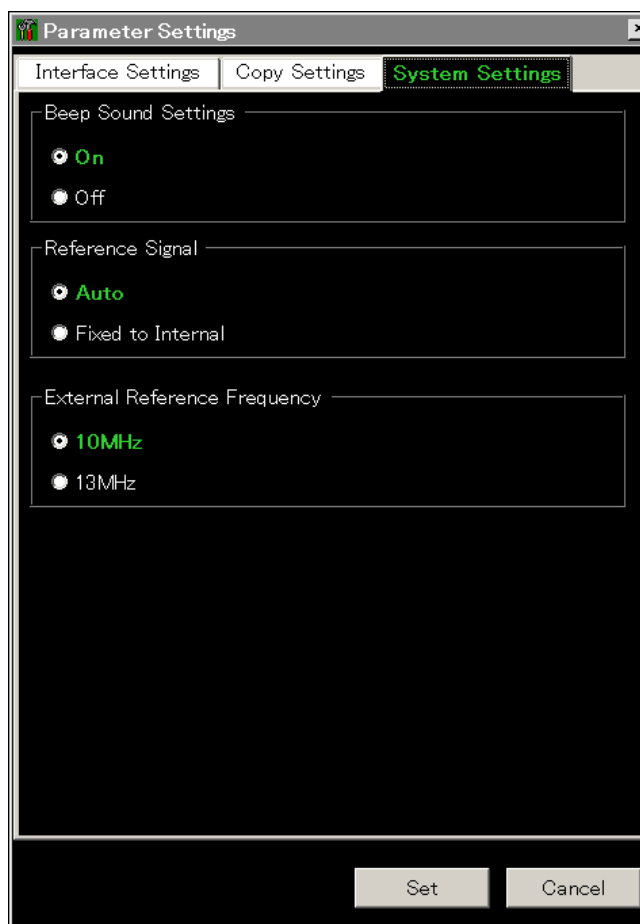 Parameter Settings
Interface Settings Copy Settings System Settings
Beep Sound Settings
On
Off
Reference Signal
Auto
Fixed to Internal
External Reference Frequency
10MHz
13MHz
Set Cancel